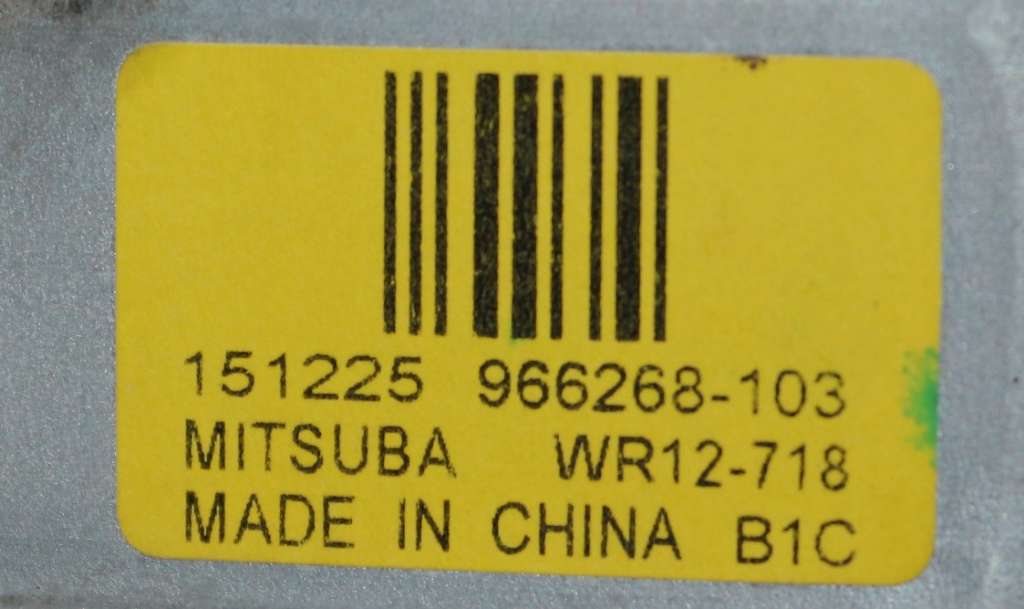 151225 966268-103
MITSUBA WR12-718
MADE IN CHINA B1C